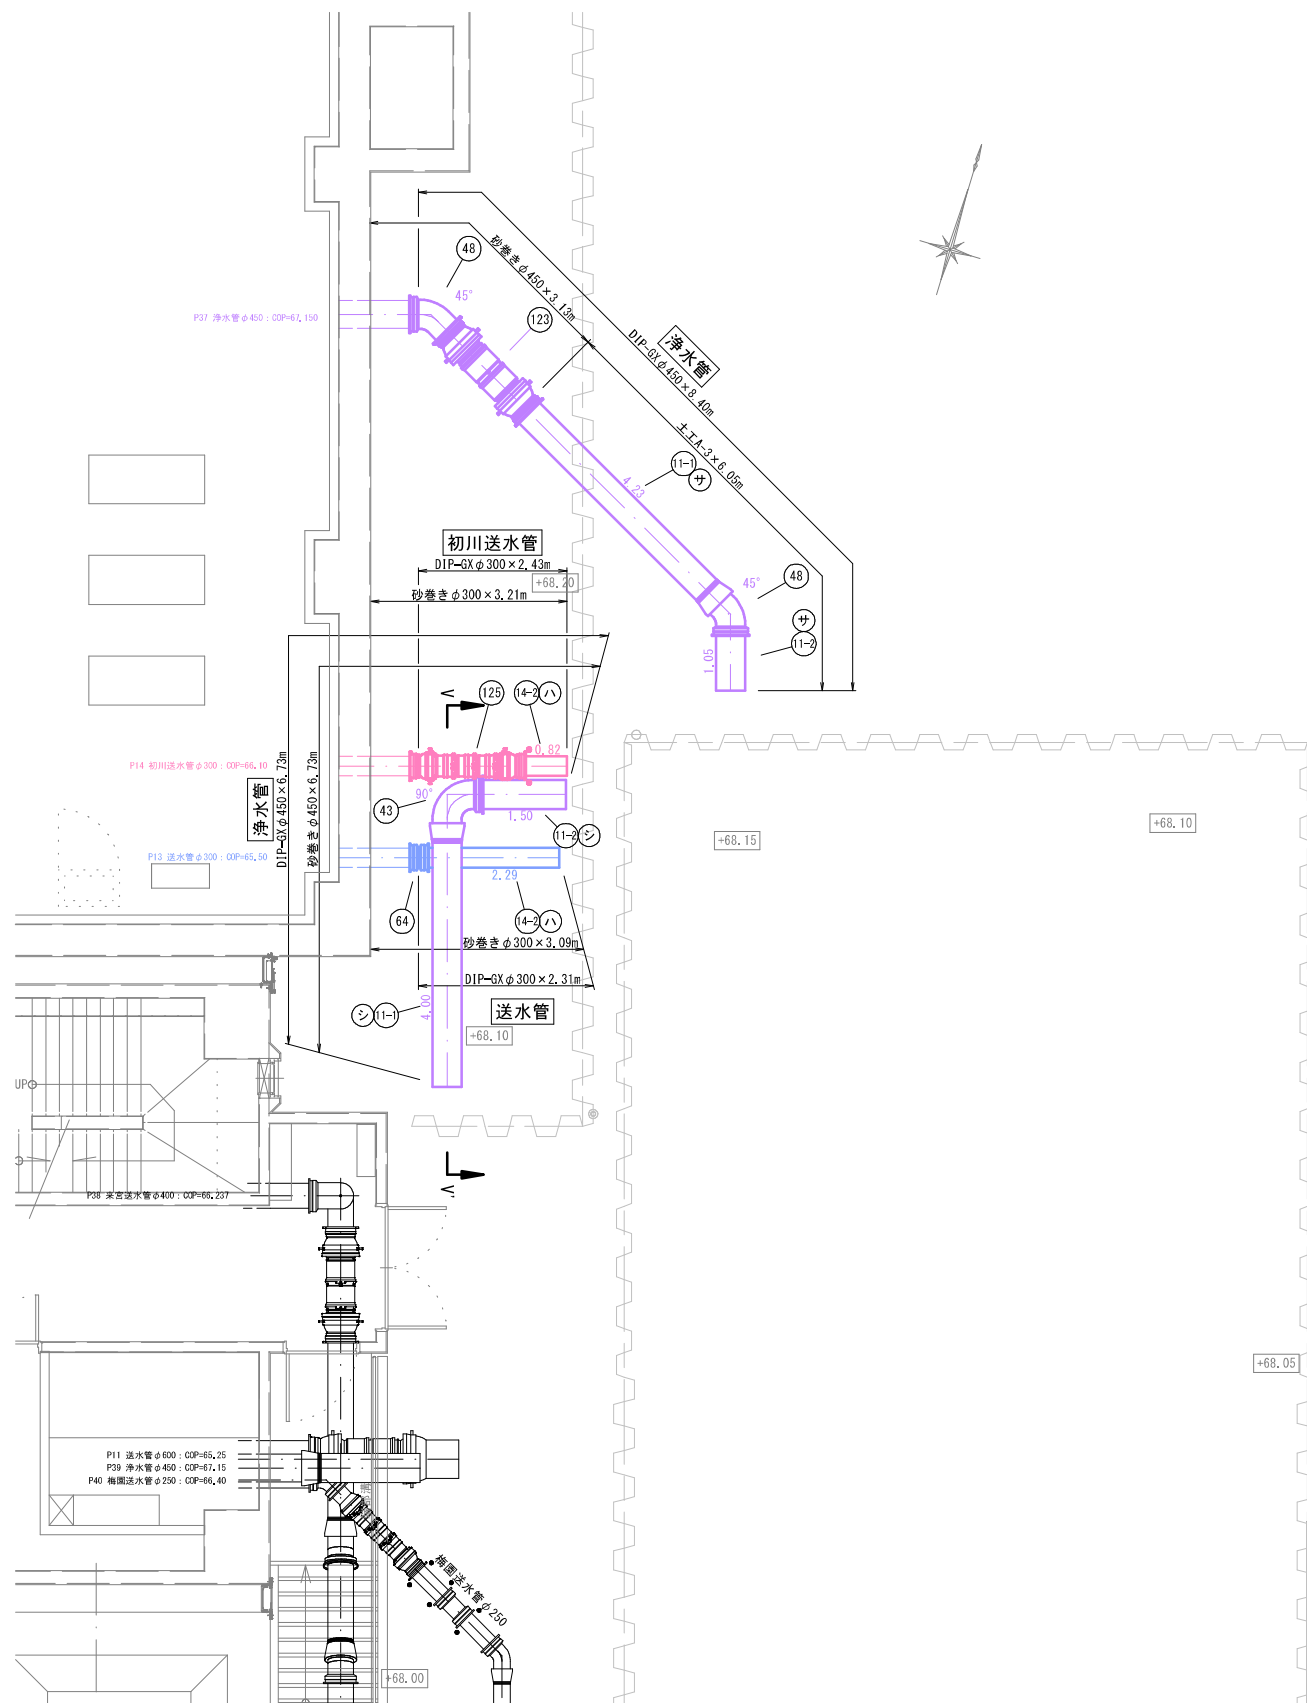 48
砂巻きφ450×3.13m
45°
P37 浄水管φ450：COP=67.150
123
浄水管
DIP-GXφ450×8.40m
土工A-3×6.05m
11-1
サ
4.23
初川送水管
DIP-GXφ300×2.43m
+68.20
砂巻きφ300×3.21m
45°
48
サ
11-2
1.05
V
125
14-2
ハ
0.82
P14 初川送水管φ300：COP=66.10
浄水管
DIP-GXφ450×6.73m
砂巻きφ450×6.73m
90°
43
1.50
11-2
シ
+68.15
+68.10
P13 送水管φ300：COP=65.50
2.29
64
14-2
ハ
砂巻きφ300×3.09m
DIP-GXφ300×2.31m
シ
11-1
4.00
送水管
+68.10
UP
V'
P38 来宮送水管φ400：COP=66.237
+68.05
P11 送水管φ600：COP=65.25
P39 浄水管φ450：COP=67.15
P40 梅園送水管φ250：COP=66.40
梅園送水管φ250
+68.00